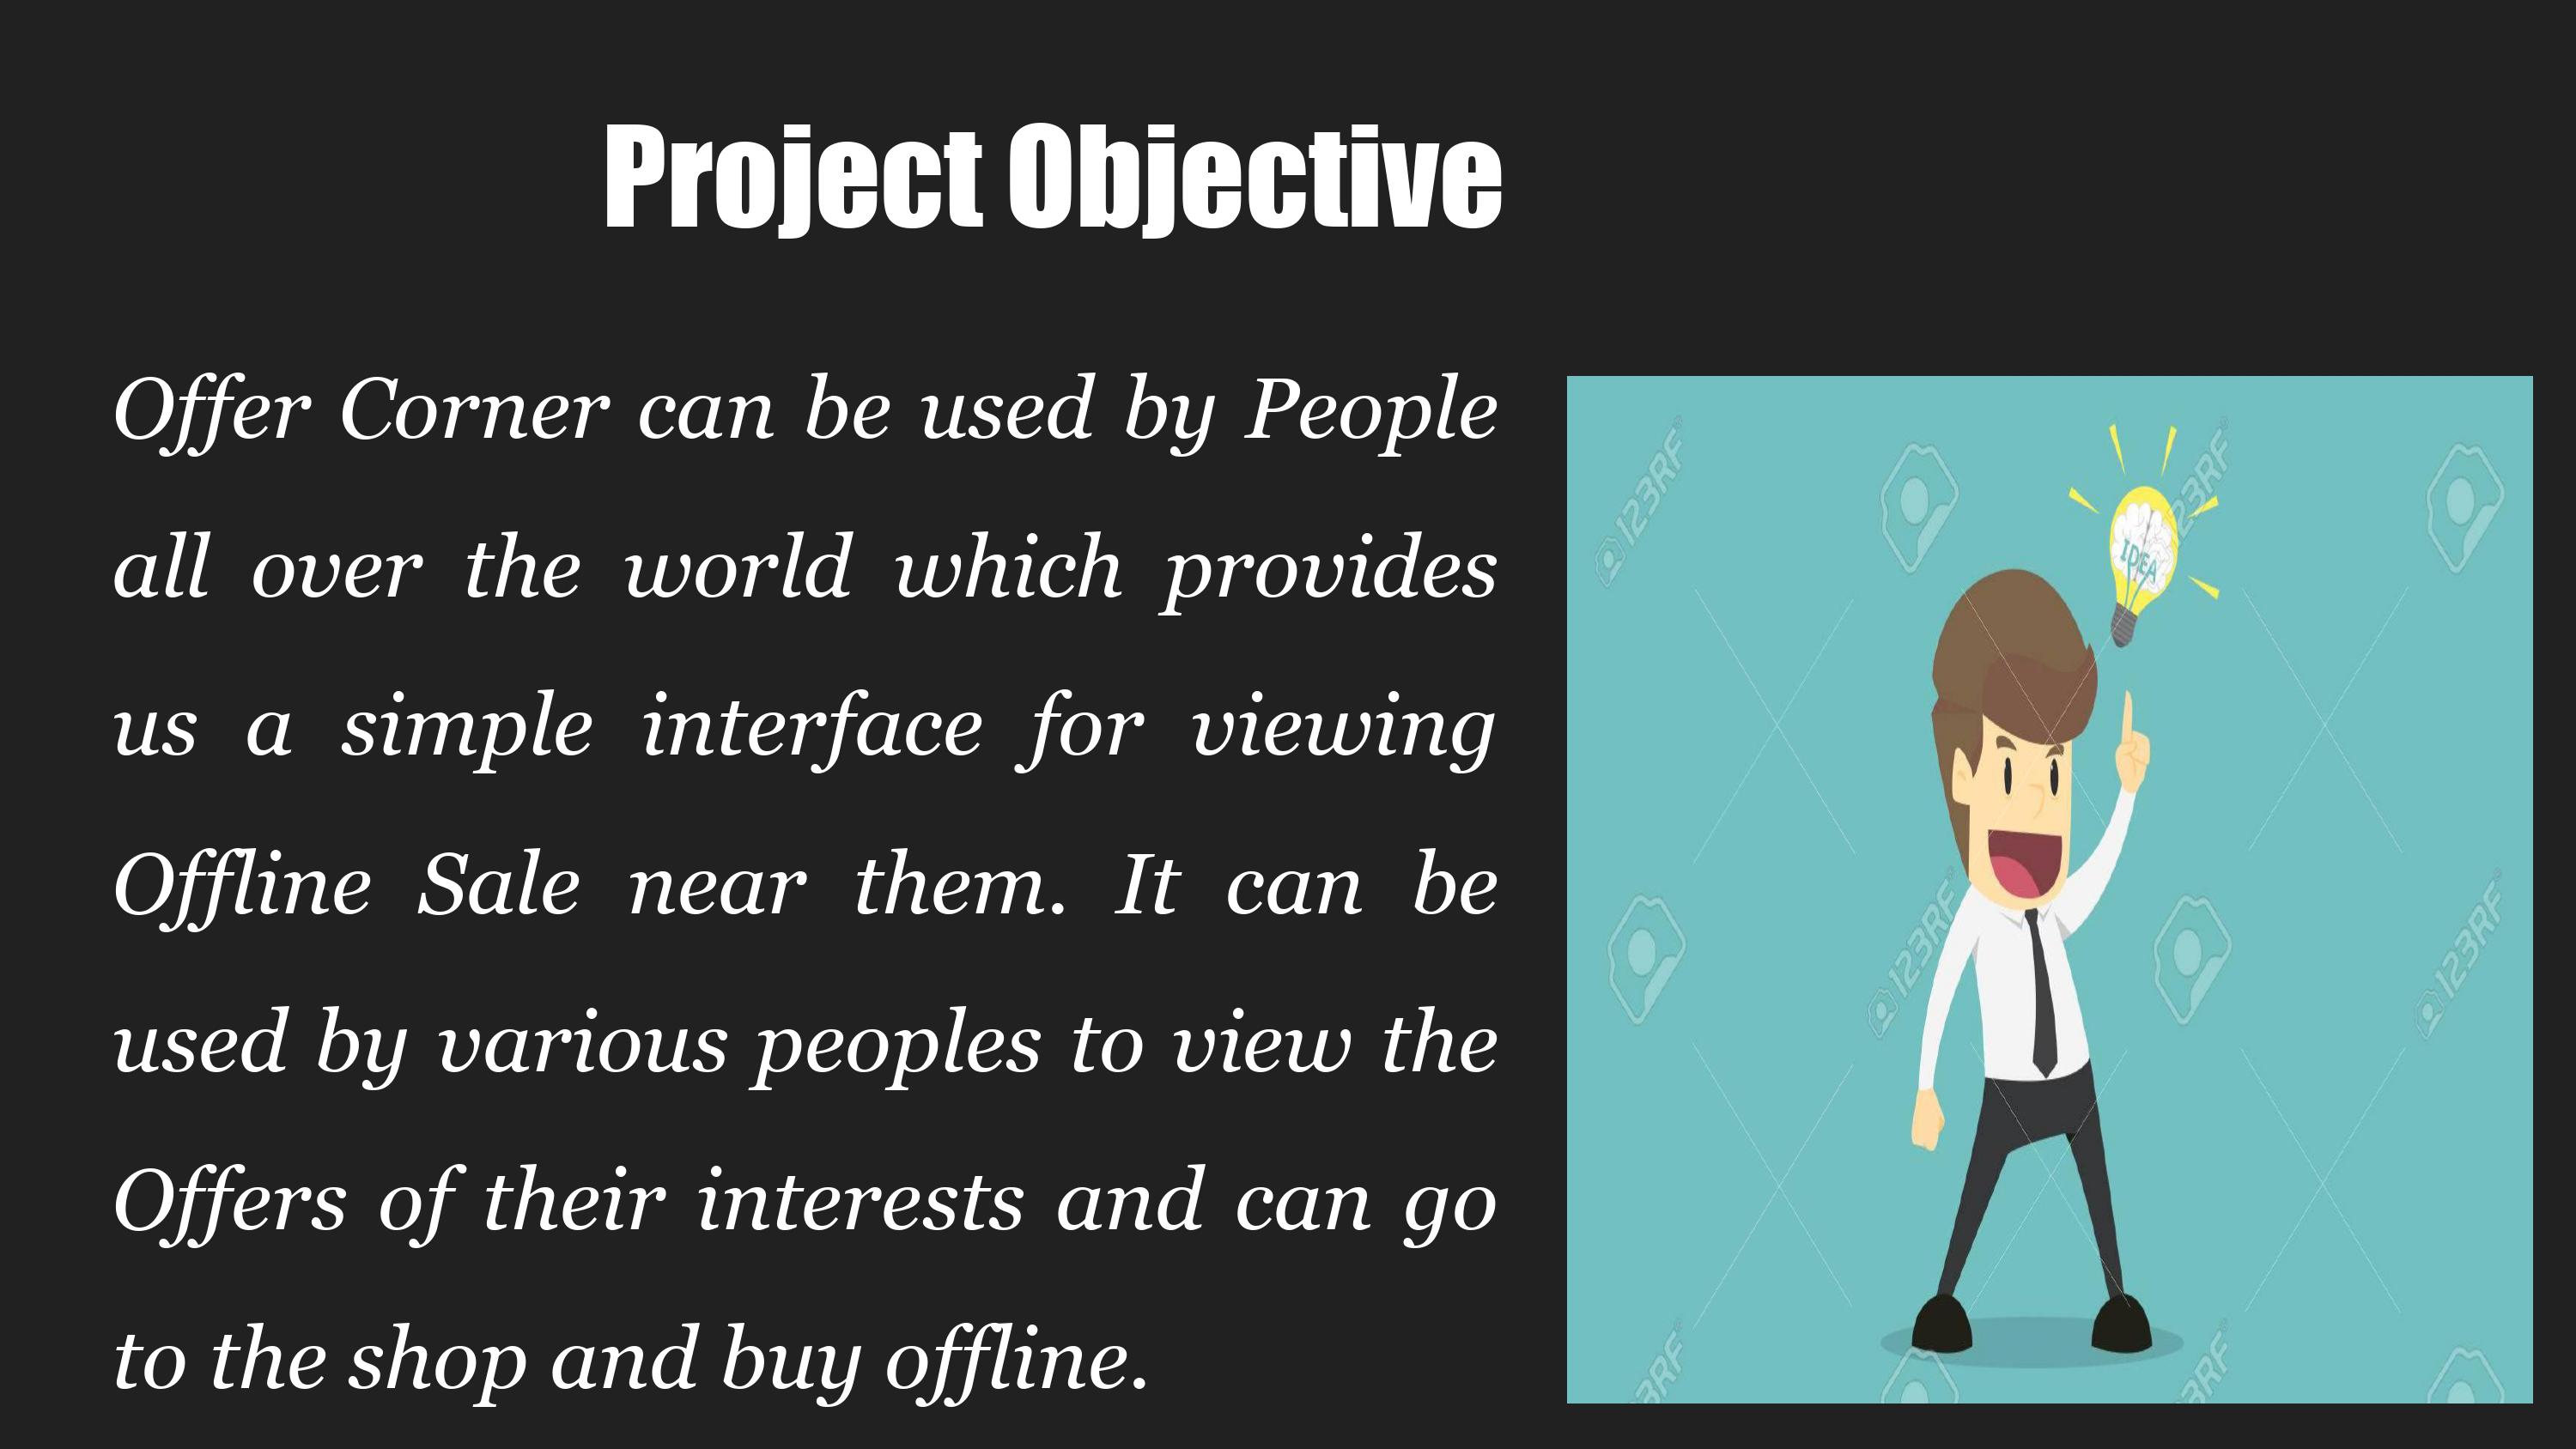 Project Objective
Offer Corner can be used by People
all over the world which provides
us a simple interface for viewing
Offline Sale near them. It can be
used by various peoples to view the
Offers of their interests and can go
to the shop and buy offline.
IDEA
123RF
123RF
123RF
123RF
123RF
123RF